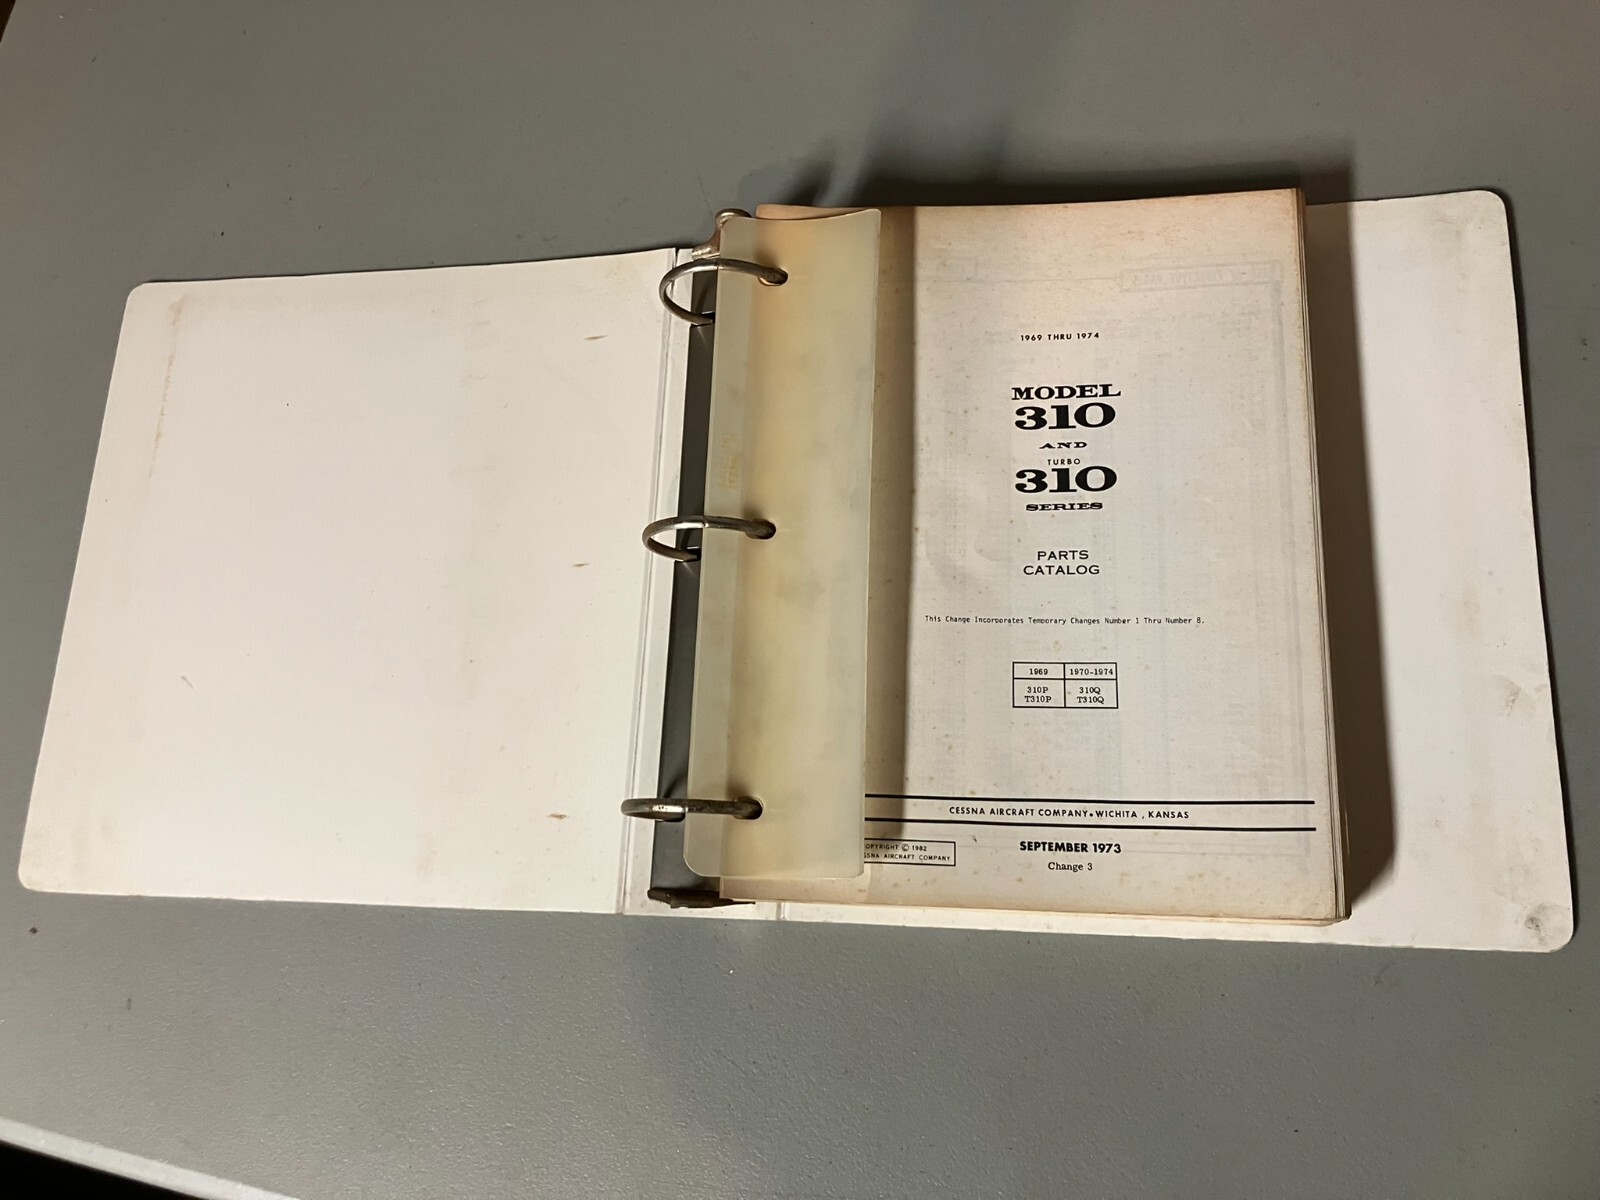 1969 THRU 1974
MODEL
310
AND
TURBO
310
SERIES
PARTS
CATALOG
This Change Incorporates Temporary Changes Number 1 Thru Number 8.
1969 1970-1974
310P 310Q
T310P T310Q
CESSNA AIRCRAFT COMPANY • WICHITA, KANSAS
© 1982
AIRCRAFT COMPANY
SEPTEMBER 1973
Change 3